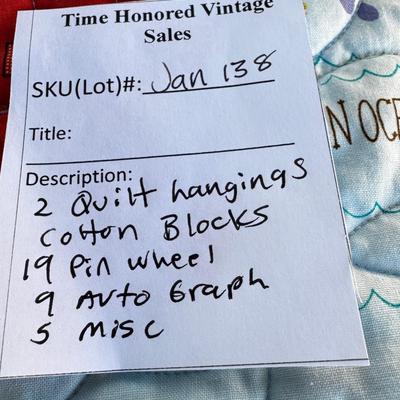 Time Honored Vintage
Sales
SKU(Lot)#: Jan 138
Title:
Description:
2 Quilt hangings
Cotton Blocks
19 Pin wheel
9 Auto Graph
5 misc
N OCE